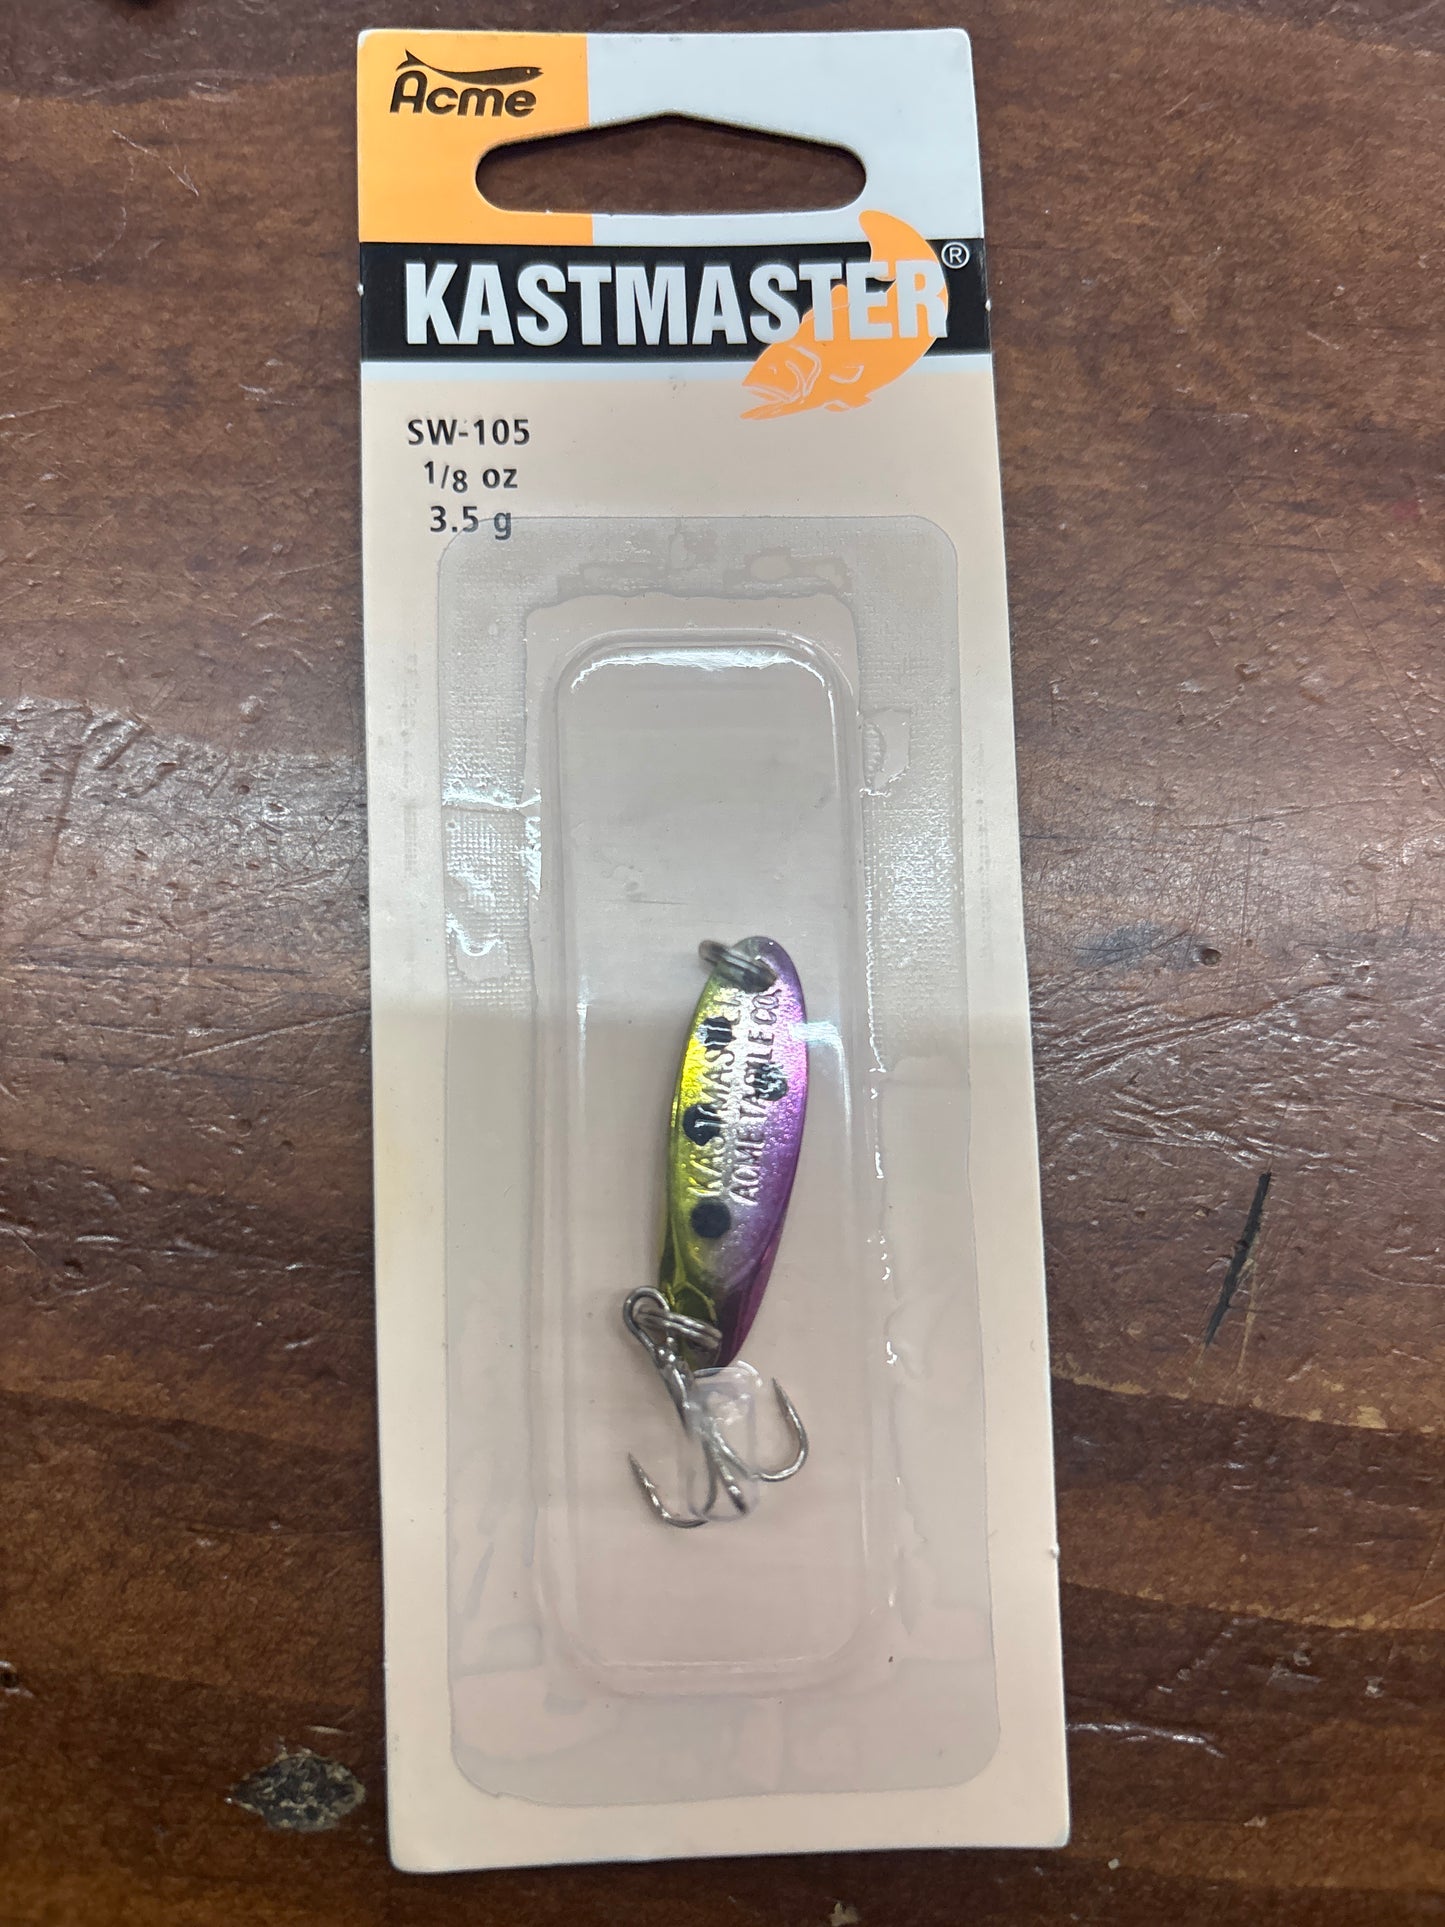 Acme
KASTMASTER®
SW-105
1/8 oz
3.5 g
KASTMASTER
ACME TACKLE CO.